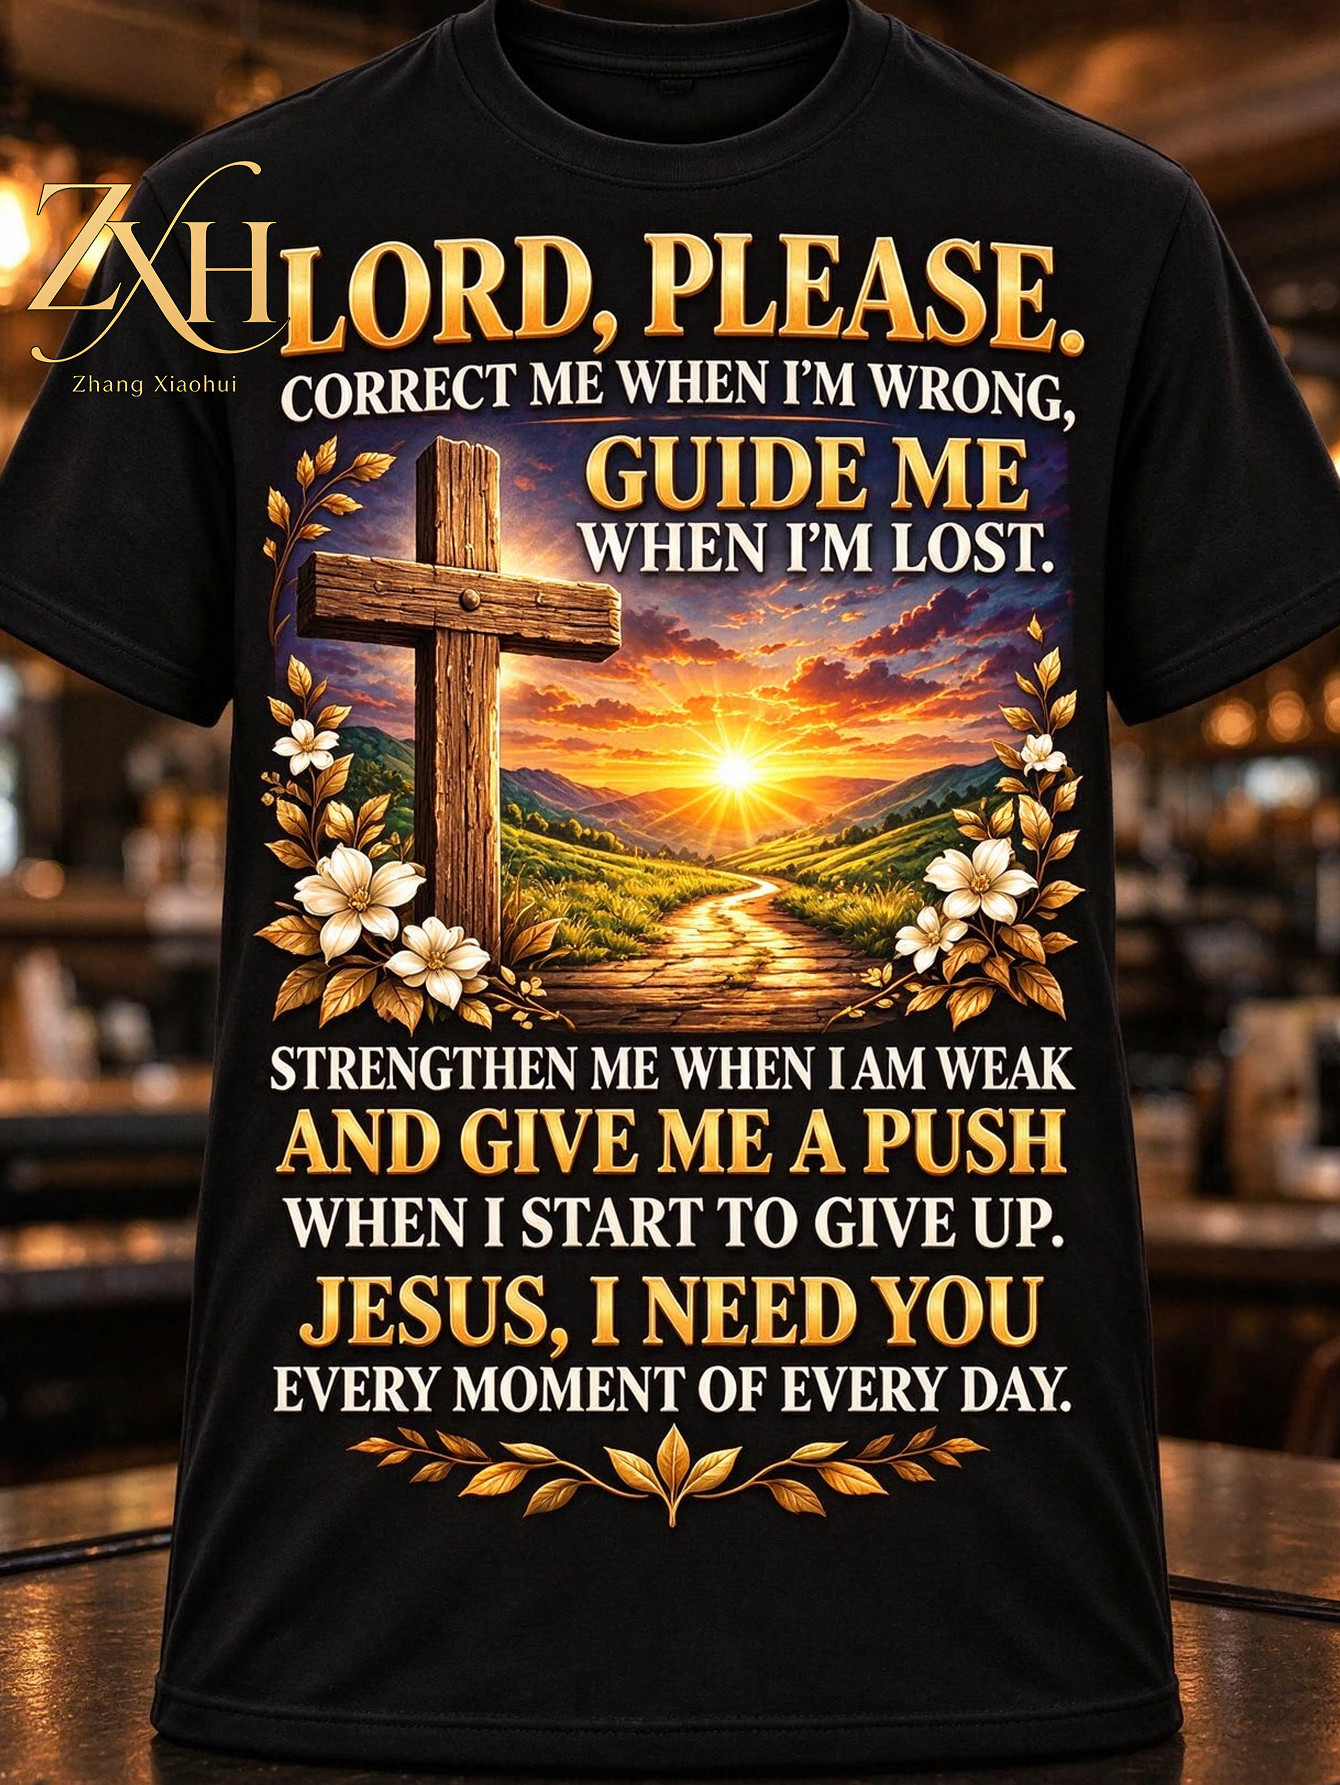 ZXH
Zhang Xiaohui
LORD, PLEASE.
CORRECT ME WHEN I'M WRONG,
GUIDE ME
WHEN I'M LOST.
STRENGTHEN ME WHEN I AM WEAK
AND GIVE ME A PUSH
WHEN I START TO GIVE UP.
JESUS, I NEED YOU
EVERY MOMENT OF EVERY DAY.